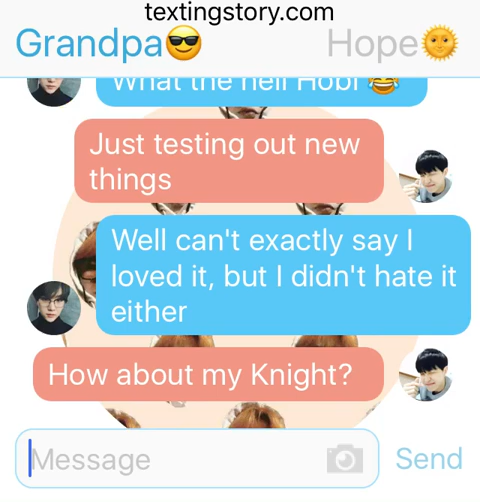 textingstory.com
Grandpa😎 Hope🌞
What the hell Hobi 😂
Just testing out new
things
Well can't exactly say I
loved it, but I didn't hate it
either
How about my Knight?
Message Send